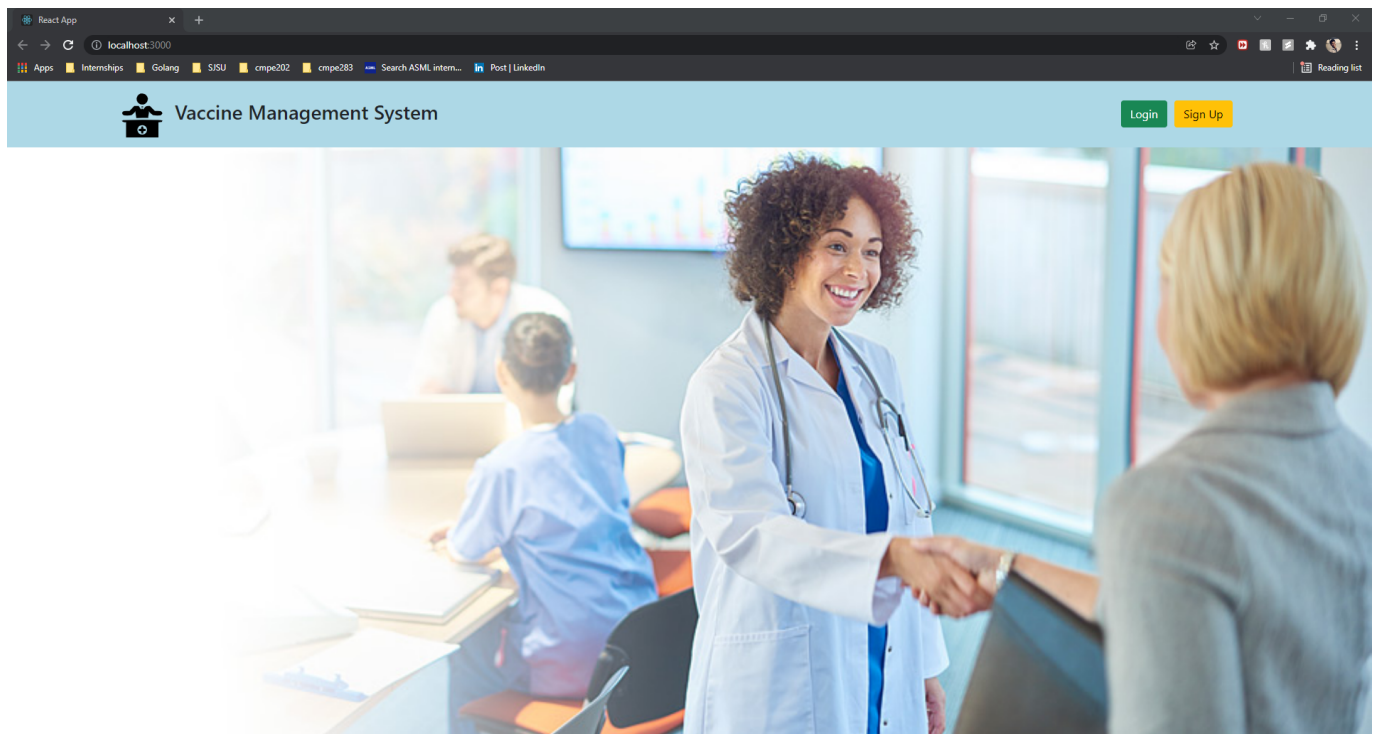 React App
localhost:3000
Apps Internships Golang SJSU cmpe202 cmpe283 Search ASML intern... Post | LinkedIn Reading list
Vaccine Management System Login Sign Up